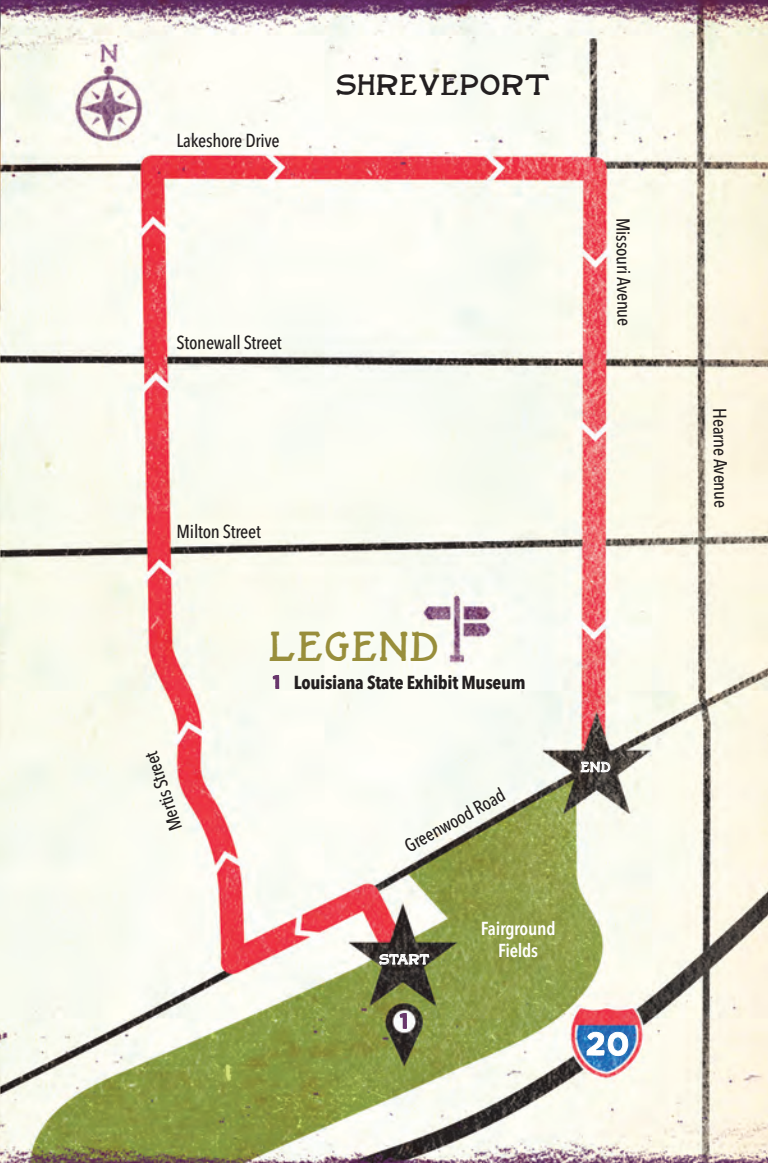 N
SHREVEPORT
Lakeshore Drive
Missouri Avenue
Stonewall Street
Hearne Avenue
Milton Street
LEGEND
1 Louisiana State Exhibit Museum
END
Mertis Street
Greenwood Road
Fairground
Fields
START
1
20